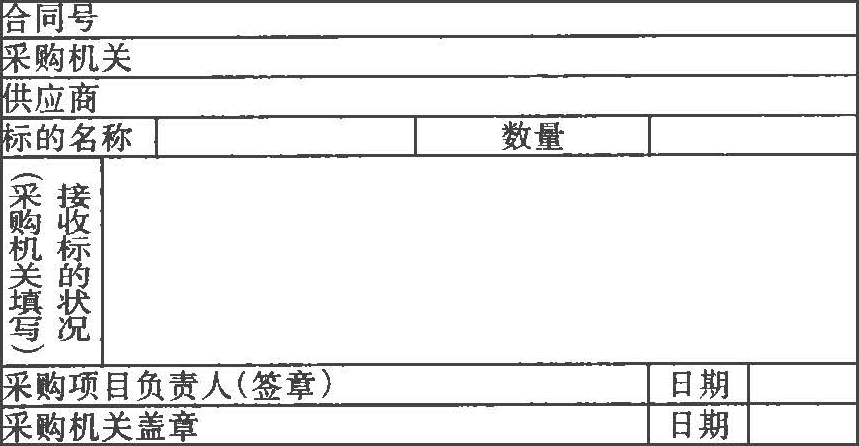 合同号
采购机关
供应商
标的名称 数量
接收标的状况
(采购机关填写)
采购项目负责人(签章) 日期
采购机关盖章 日期